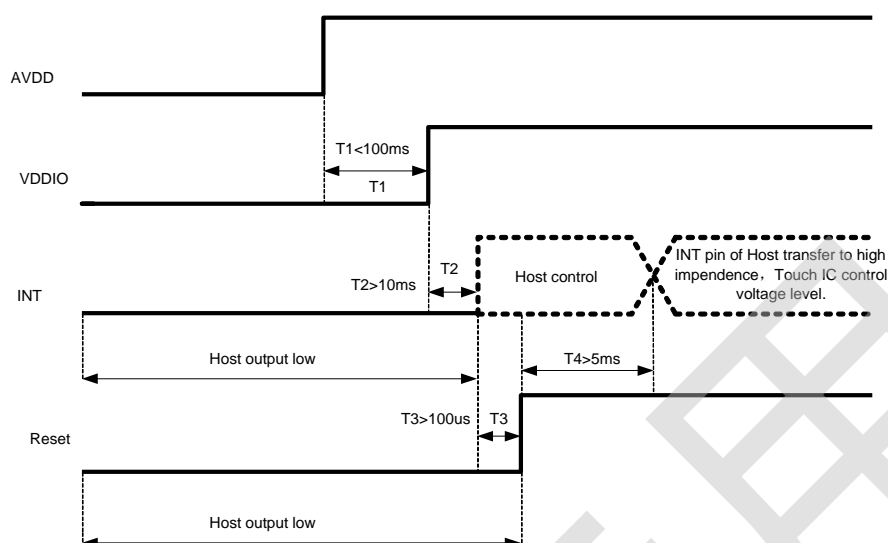 AVDD
T1<100ms
VDDIO
T1
T2>10ms
T2
Host control
INT pin of Host transfer to high
impendence，Touch IC control
voltage level.
INT
Host output low
T4>5ms
T3>100us
T3
Reset
Host output low